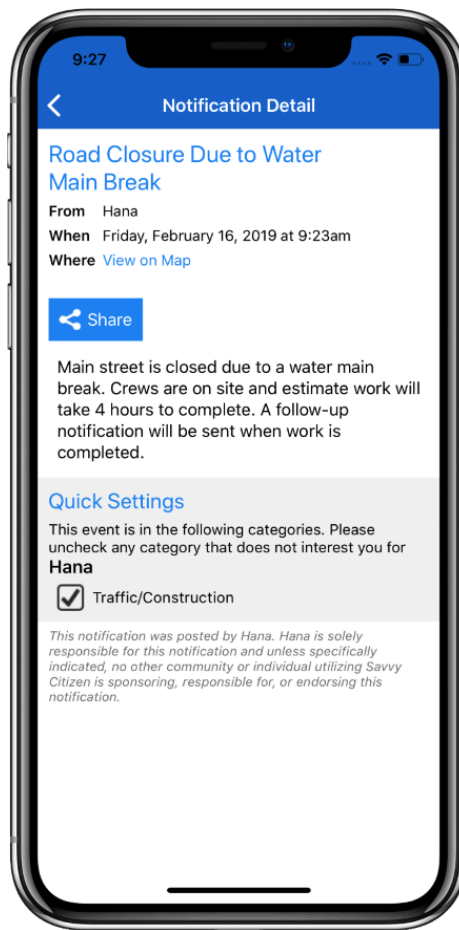 9:27
Notification Detail
Road Closure Due to Water
Main Break
From Hana
When Friday, February 16, 2019 at 9:23am
Where View on Map
Share
Main street is closed due to a water main
break. Crews are on site and estimate work will
take 4 hours to complete. A follow-up
notification will be sent when work is
completed.
Quick Settings
This event is in the following categories. Please
uncheck any category that does not interest you for
Hana
Traffic/Construction
This notification was posted by Hana. Hana is solely
responsible for this notification and unless specifically
indicated, no other community or individual utilizing Savvy
Citizen is sponsoring, responsible for, or endorsing this
notification.